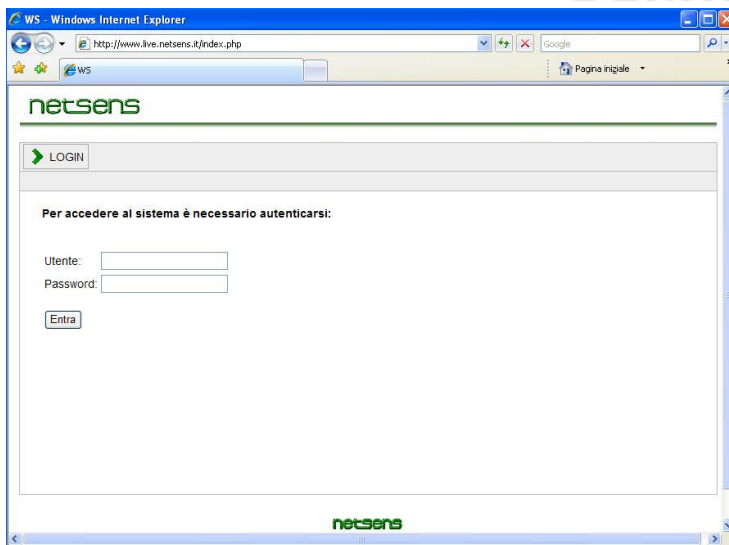 WS - Windows Internet Explorer
http://www.live.netsens.it/index.php
Google
WS
Pagina iniziale
netsens
LOGIN
Per accedere al sistema è necessario autenticarsi:
Utente:
Password:
Entra
netsens